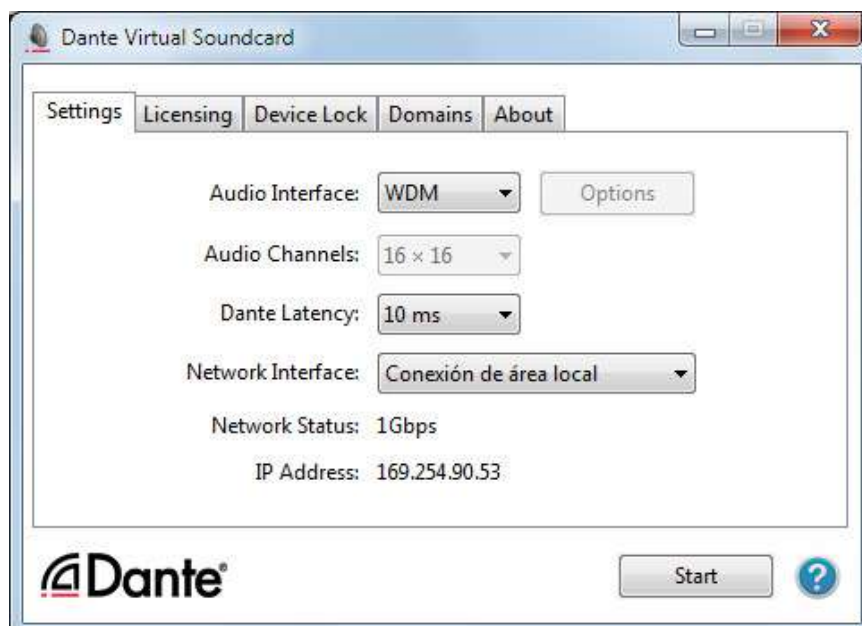 Dante Virtual Soundcard
Settings Licensing Device Lock Domains About
Audio Interface: WDM Options
Audio Channels: 16 × 16
Dante Latency: 10 ms
Network Interface: Conexión de área local
Network Status: 1Gbps
IP Address: 169.254.90.53
Dante® Start ?